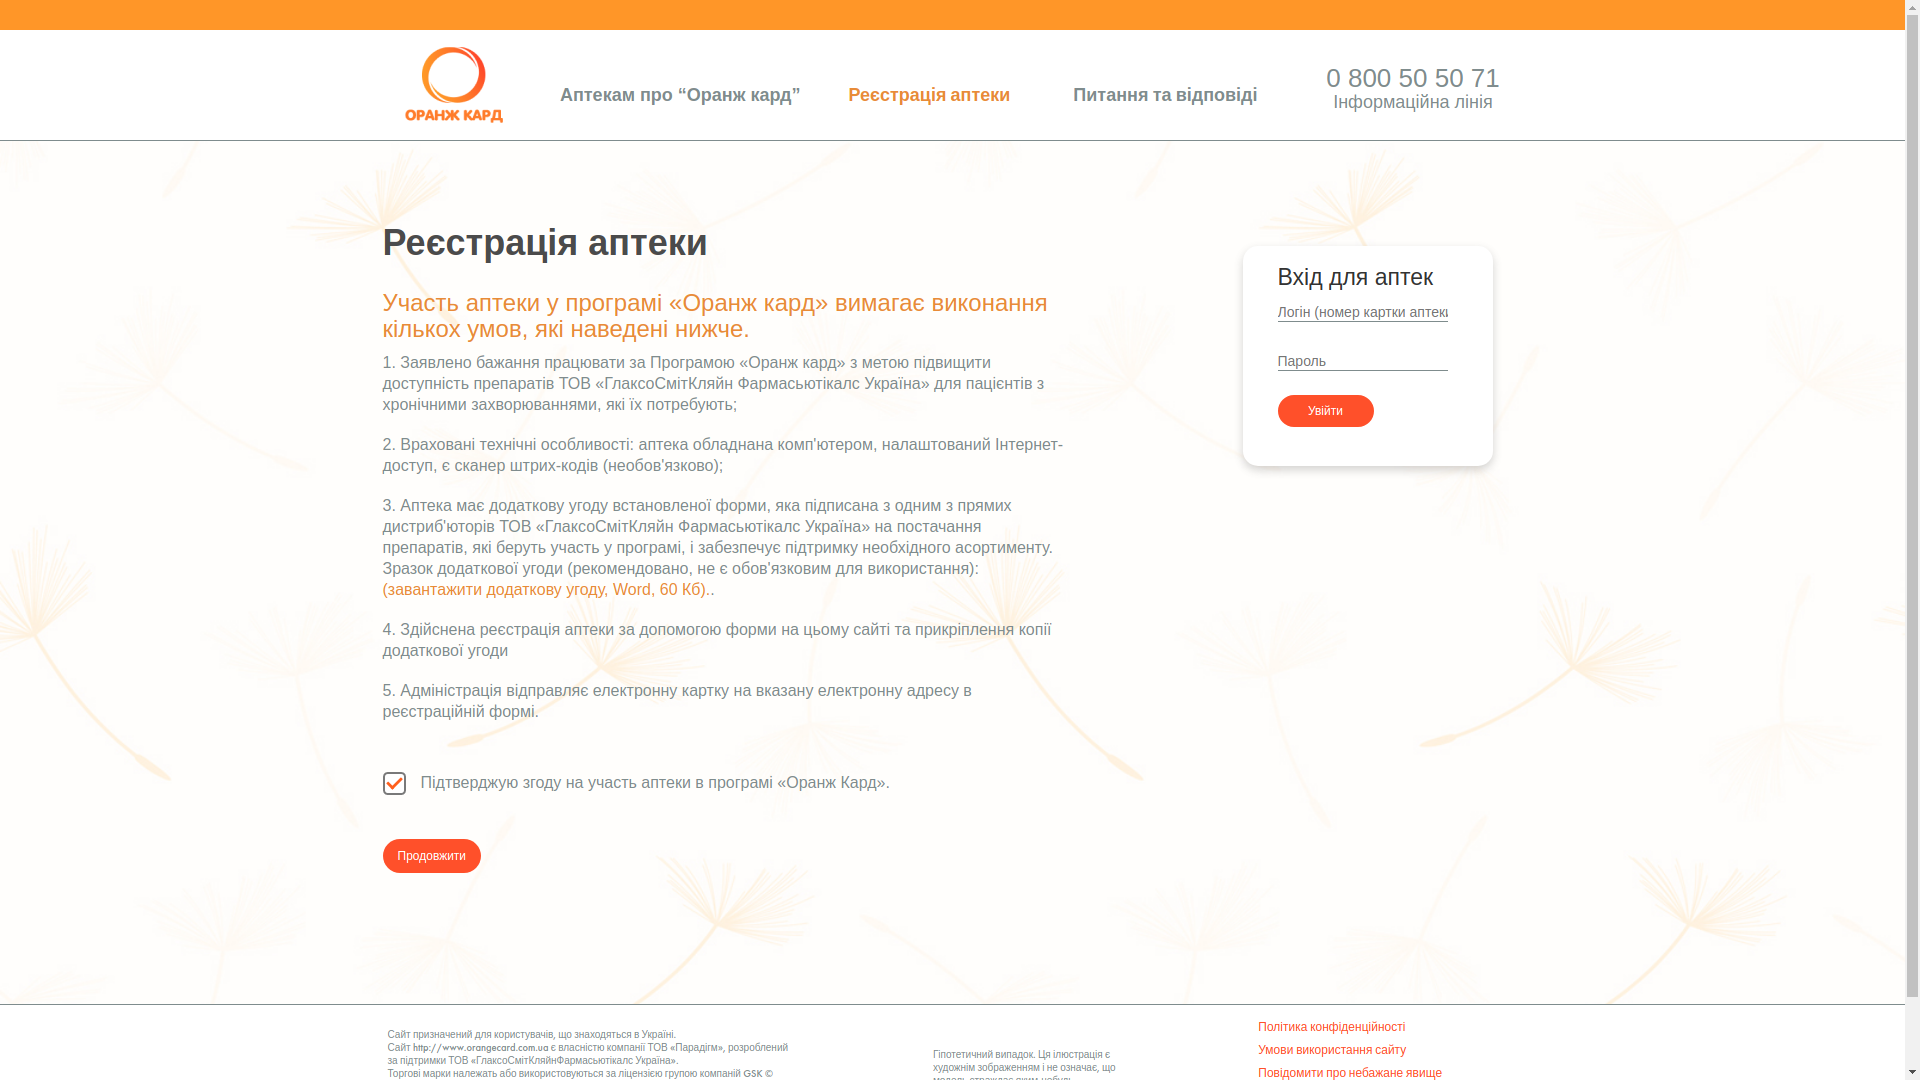 ОРАНЖ КАРД
Аптекам про “Оранж кард”
Реєстрація аптеки
Питання та відповіді
0 800 50 50 71
Інформаційна лінія
Реєстрація аптеки
Участь аптеки у програмі «Оранж кард» вимагає виконання
кількох умов, які наведені нижче.
1. Заявлено бажання працювати за Програмою «Оранж кард» з метою підвищити
доступність препаратів ТОВ «ГлаксоСмітКляйн Фармасьютікалс Україна» для пацієнтів з
хронічними захворюваннями, які їх потребують;
2. Враховані технічні особливості: аптека обладнана комп'ютером, налаштований Інтернет-
доступ, є сканер штрих-кодів (необов'язково);
3. Аптека має додаткову угоду встановленої форми, яка підписана з одним з прямих
дистриб'юторів ТОВ «ГлаксоСмітКляйн Фармасьютікалс Україна» на постачання
препаратів, які беруть участь у програмі, і забезпечує підтримку необхідного асортименту.
Зразок додаткової угоди (рекомендовано, не є обов'язковим для використання):
(завантажити додаткову угоду, Word, 60 Кб)..
4. Здійснена реєстрація аптеки за допомогою форми на цьому сайті та прикріплення копії
додаткової угоди
5. Адміністрація відправляє електронну картку на вказану електронну адресу в
реєстраційній формі.
Підтверджую згоду на участь аптеки в програмі «Оранж Кард».
Продовжити
Вхід для аптек
Логін (номер картки аптеки
Пароль
Увійти
Сайт призначений для користувачів, що знаходяться в Україні.
Сайт http://www.orangecard.com.ua є власністю компанії ТОВ «Парадігм», розроблений
за підтримки ТОВ «ГлаксоСмітКляйнФармасьютікалс Україна».
Торгові марки належать або використовуються за ліцензією групою компаній GSK ©
Гіпотетичний випадок. Ця ілюстрація є
художнім зображенням і не означає, що
Політика конфіденційності
Умови використання сайту
Повідомити про небажане явище